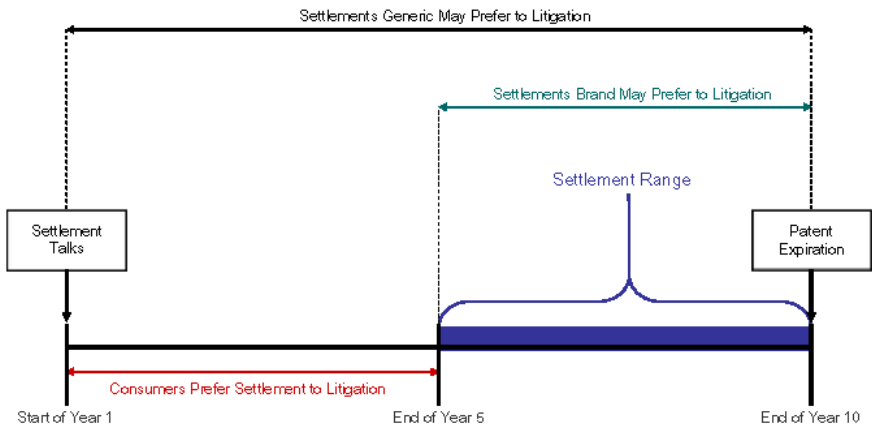 Settlements Generic May Prefer to Litigation
Settlements Brand May Prefer to Litigation
Settlement Range
Settlement
Talks
Patent
Expiration
Consumers Prefer Settlement to Litigation
Start of Year 1
End of Year 5
End of Year 10